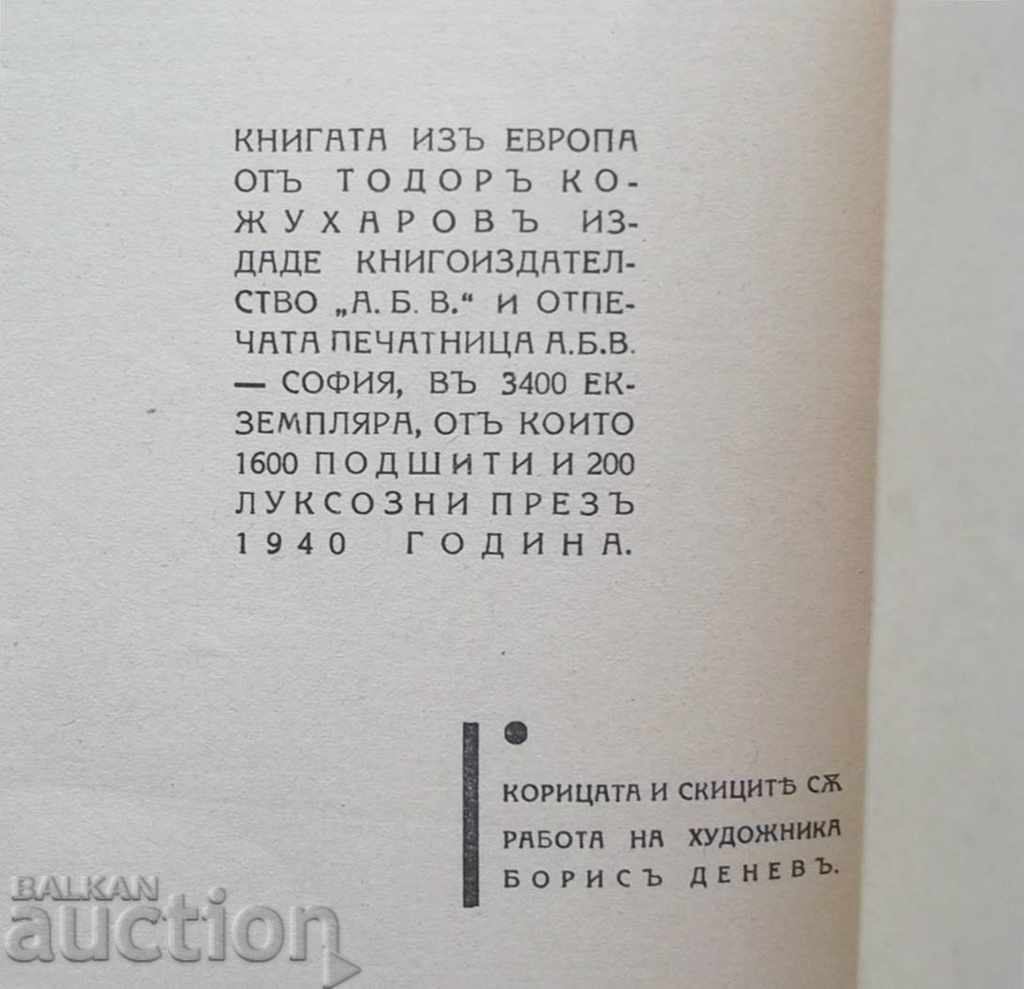 КНИГАТА ИЗЪ ЕВРОПА
ОТЪ ТОДОРЪ КО-
ЖУХАРОВЪ ИЗ-
ДАДЕ КНИГОИЗДАТЕЛ-
СТВО „А. Б. В.“ И ОТПЕ-
ЧАТА ПЕЧАТНИЦА А.Б.В.
— СОФИЯ, ВЪ 3400 ЕК-
ЗЕМПЛЯРА, ОТЪ КОИТО
1600 ПОДШИТИ И 200
ЛУКСОЗНИ ПРЕЗЪ
1940 ГОДИНА.
КОРИЦАТА И СКИЦИТѢ СѪ
РАБОТА НА ХУДОЖНИКА
БОРИСЪ ДЕНЕВЪ.
BALKAN
auction